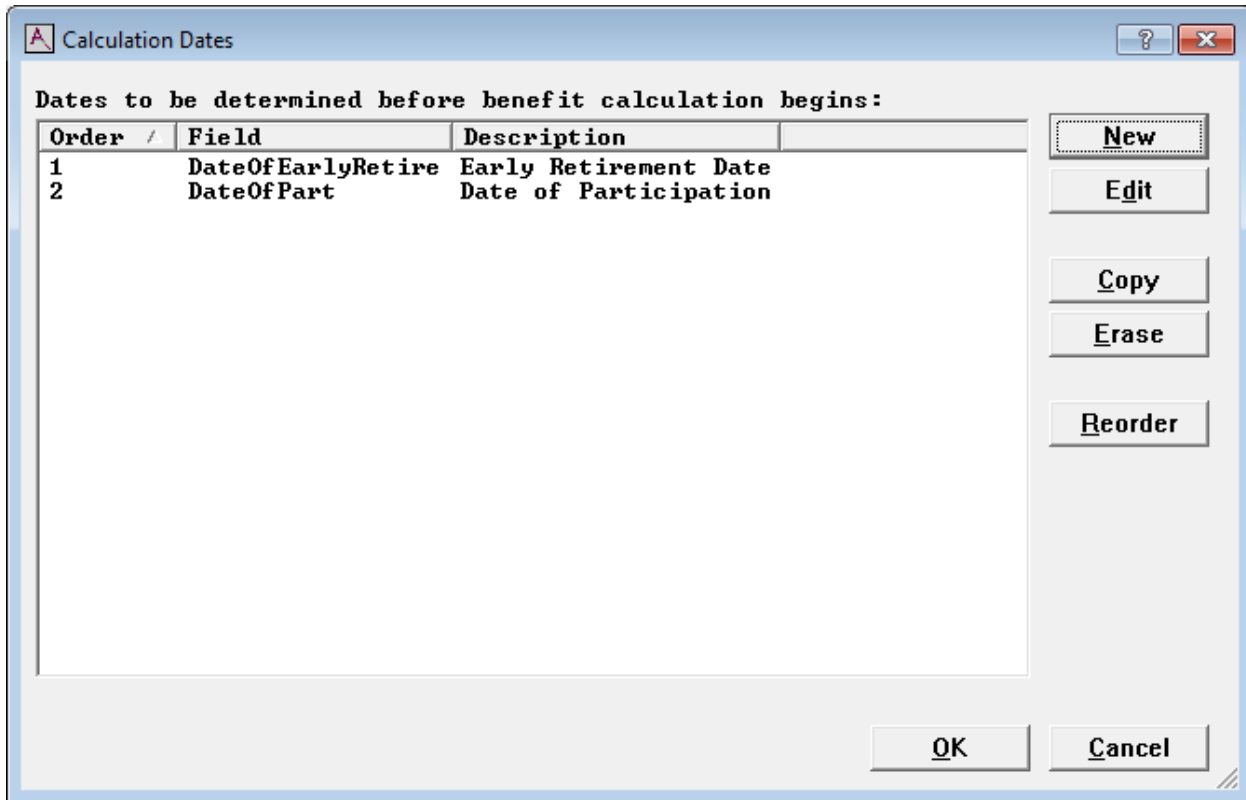 Calculation Dates
Dates to be determined before benefit calculation begins:
Order Field Description
1 DateOfEarlyRetire Early Retirement Date
2 DateOfPart Date of Participation
New
Edit
Copy
Erase
Reorder
OK Cancel